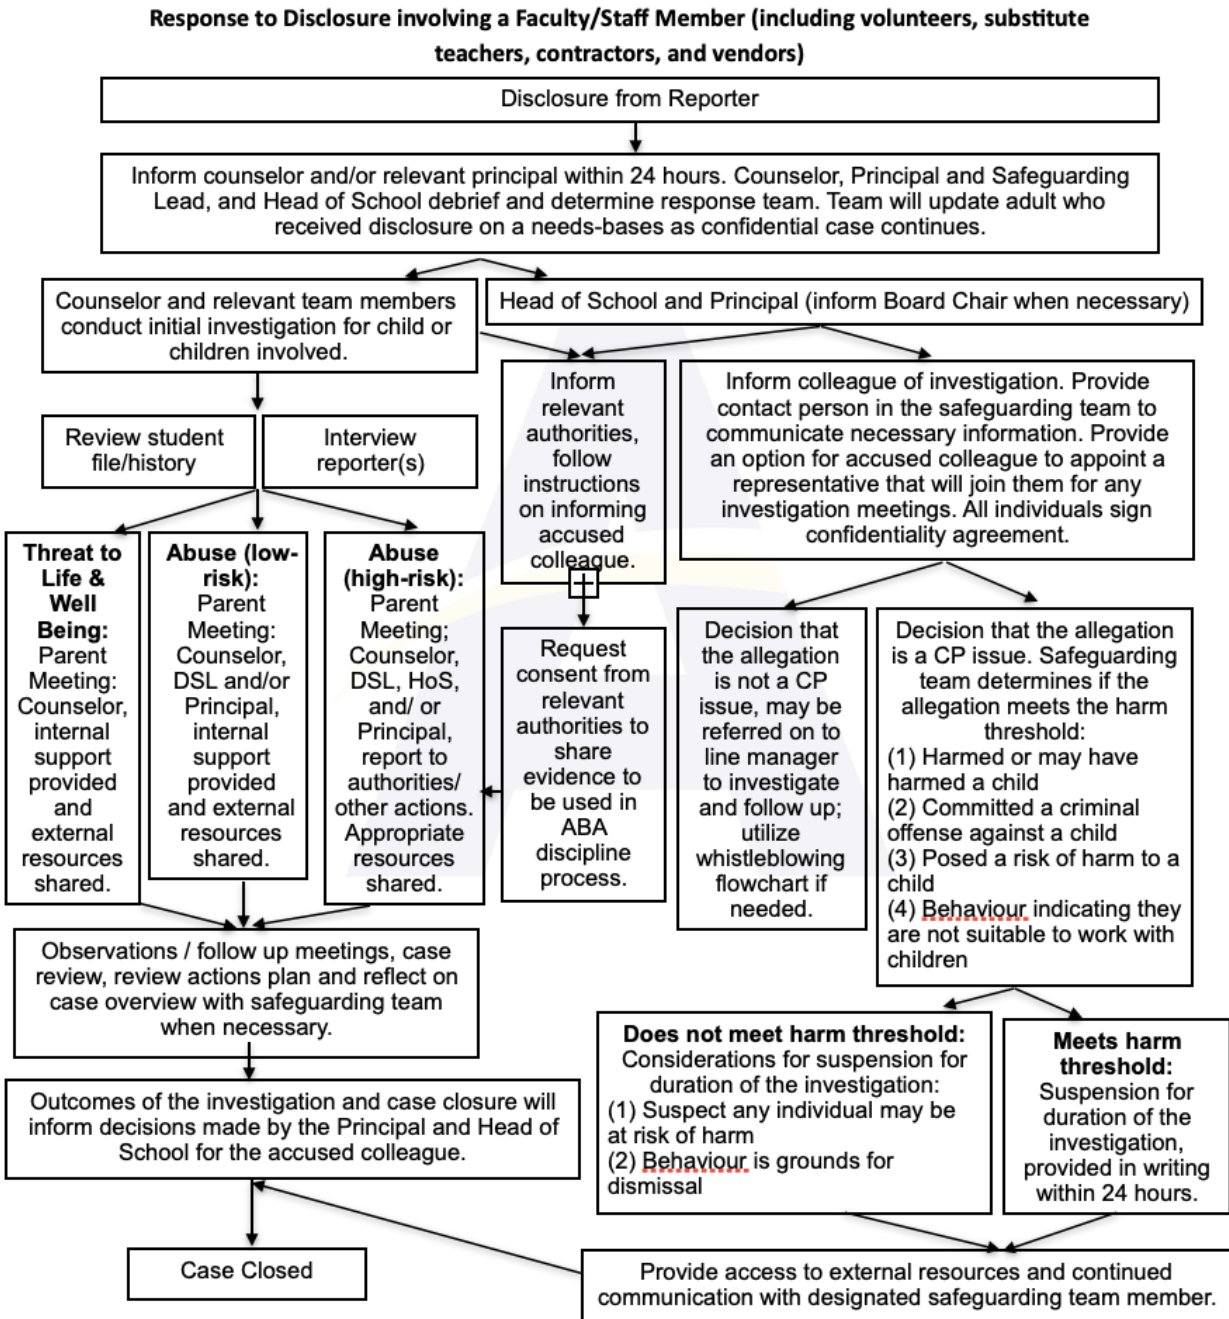 Response to Disclosure involving a Faculty/Staff Member (including volunteers, substitute
teachers, contractors, and vendors)
Disclosure from Reporter
Inform counselor and/or relevant principal within 24 hours. Counselor, Principal and Safeguarding
Lead, and Head of School debrief and determine response team. Team will update adult who
received disclosure on a needs-bases as confidential case continues.
Counselor and relevant team members
conduct initial investigation for child or
children involved.
Head of School and Principal (inform Board Chair when necessary)
Review student
file/history
Interview
reporter(s)
Inform
relevant
authorities,
follow
instructions
on informing
accused
colleague.
Inform colleague of investigation. Provide
contact person in the safeguarding team to
communicate necessary information. Provide
an option for accused colleague to appoint a
representative that will join them for any
investigation meetings. All individuals sign
confidentiality agreement.
Threat to
Life &
Well
Being:
Parent
Meeting:
Counselor,
internal
support
provided
and
external
resources
shared.
Abuse (low-
risk):
Parent
Meeting:
Counselor,
DSL and/or
Principal,
internal
support
provided
and external
resources
shared.
Abuse
(high-risk):
Parent
Meeting;
Counselor,
DSL, HoS,
and/ or
Principal,
report to
authorities/
other actions.
Appropriate
resources
shared.
Request
consent from
relevant
authorities to
share
evidence to
be used in
ABA
discipline
process.
Decision that
the allegation
is not a CP
issue, may be
referred on to
line manager
to investigate
and follow up;
utilize
whistleblowing
flowchart if
needed.
Decision that the allegation
is a CP issue. Safeguarding
team determines if the
allegation meets the harm
threshold:
(1) Harmed or may have
harmed a child
(2) Committed a criminal
offense against a child
(3) Posed a risk of harm to a
child
(4) Behaviour indicating they
are not suitable to work with
children
Observations / follow up meetings, case
review, review actions plan and reflect on
case overview with safeguarding team
when necessary.
Does not meet harm threshold:
Considerations for suspension for
duration of the investigation:
(1) Suspect any individual may be
at risk of harm
(2) Behaviour is grounds for
dismissal
Meets harm
threshold:
Suspension for
duration of the
investigation,
provided in writing
within 24 hours.
Outcomes of the investigation and case closure will
inform decisions made by the Principal and Head of
School for the accused colleague.
Case Closed
Provide access to external resources and continued
communication with designated safeguarding team member.